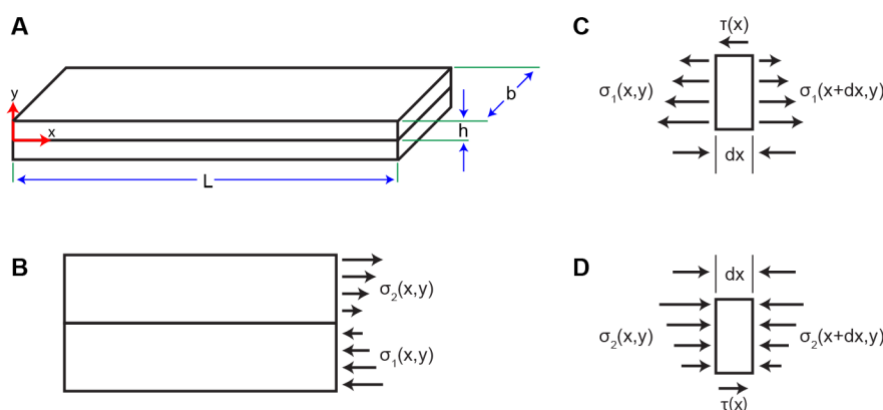 A
y
x
L
h
b
B
σ₂(x,y)
σ₁(x,y)
C
τ(x)
σ₁(x,y)
σ₁(x+dx,y)
dx
D
dx
σ₂(x,y)
σ₂(x+dx,y)
τ(x)